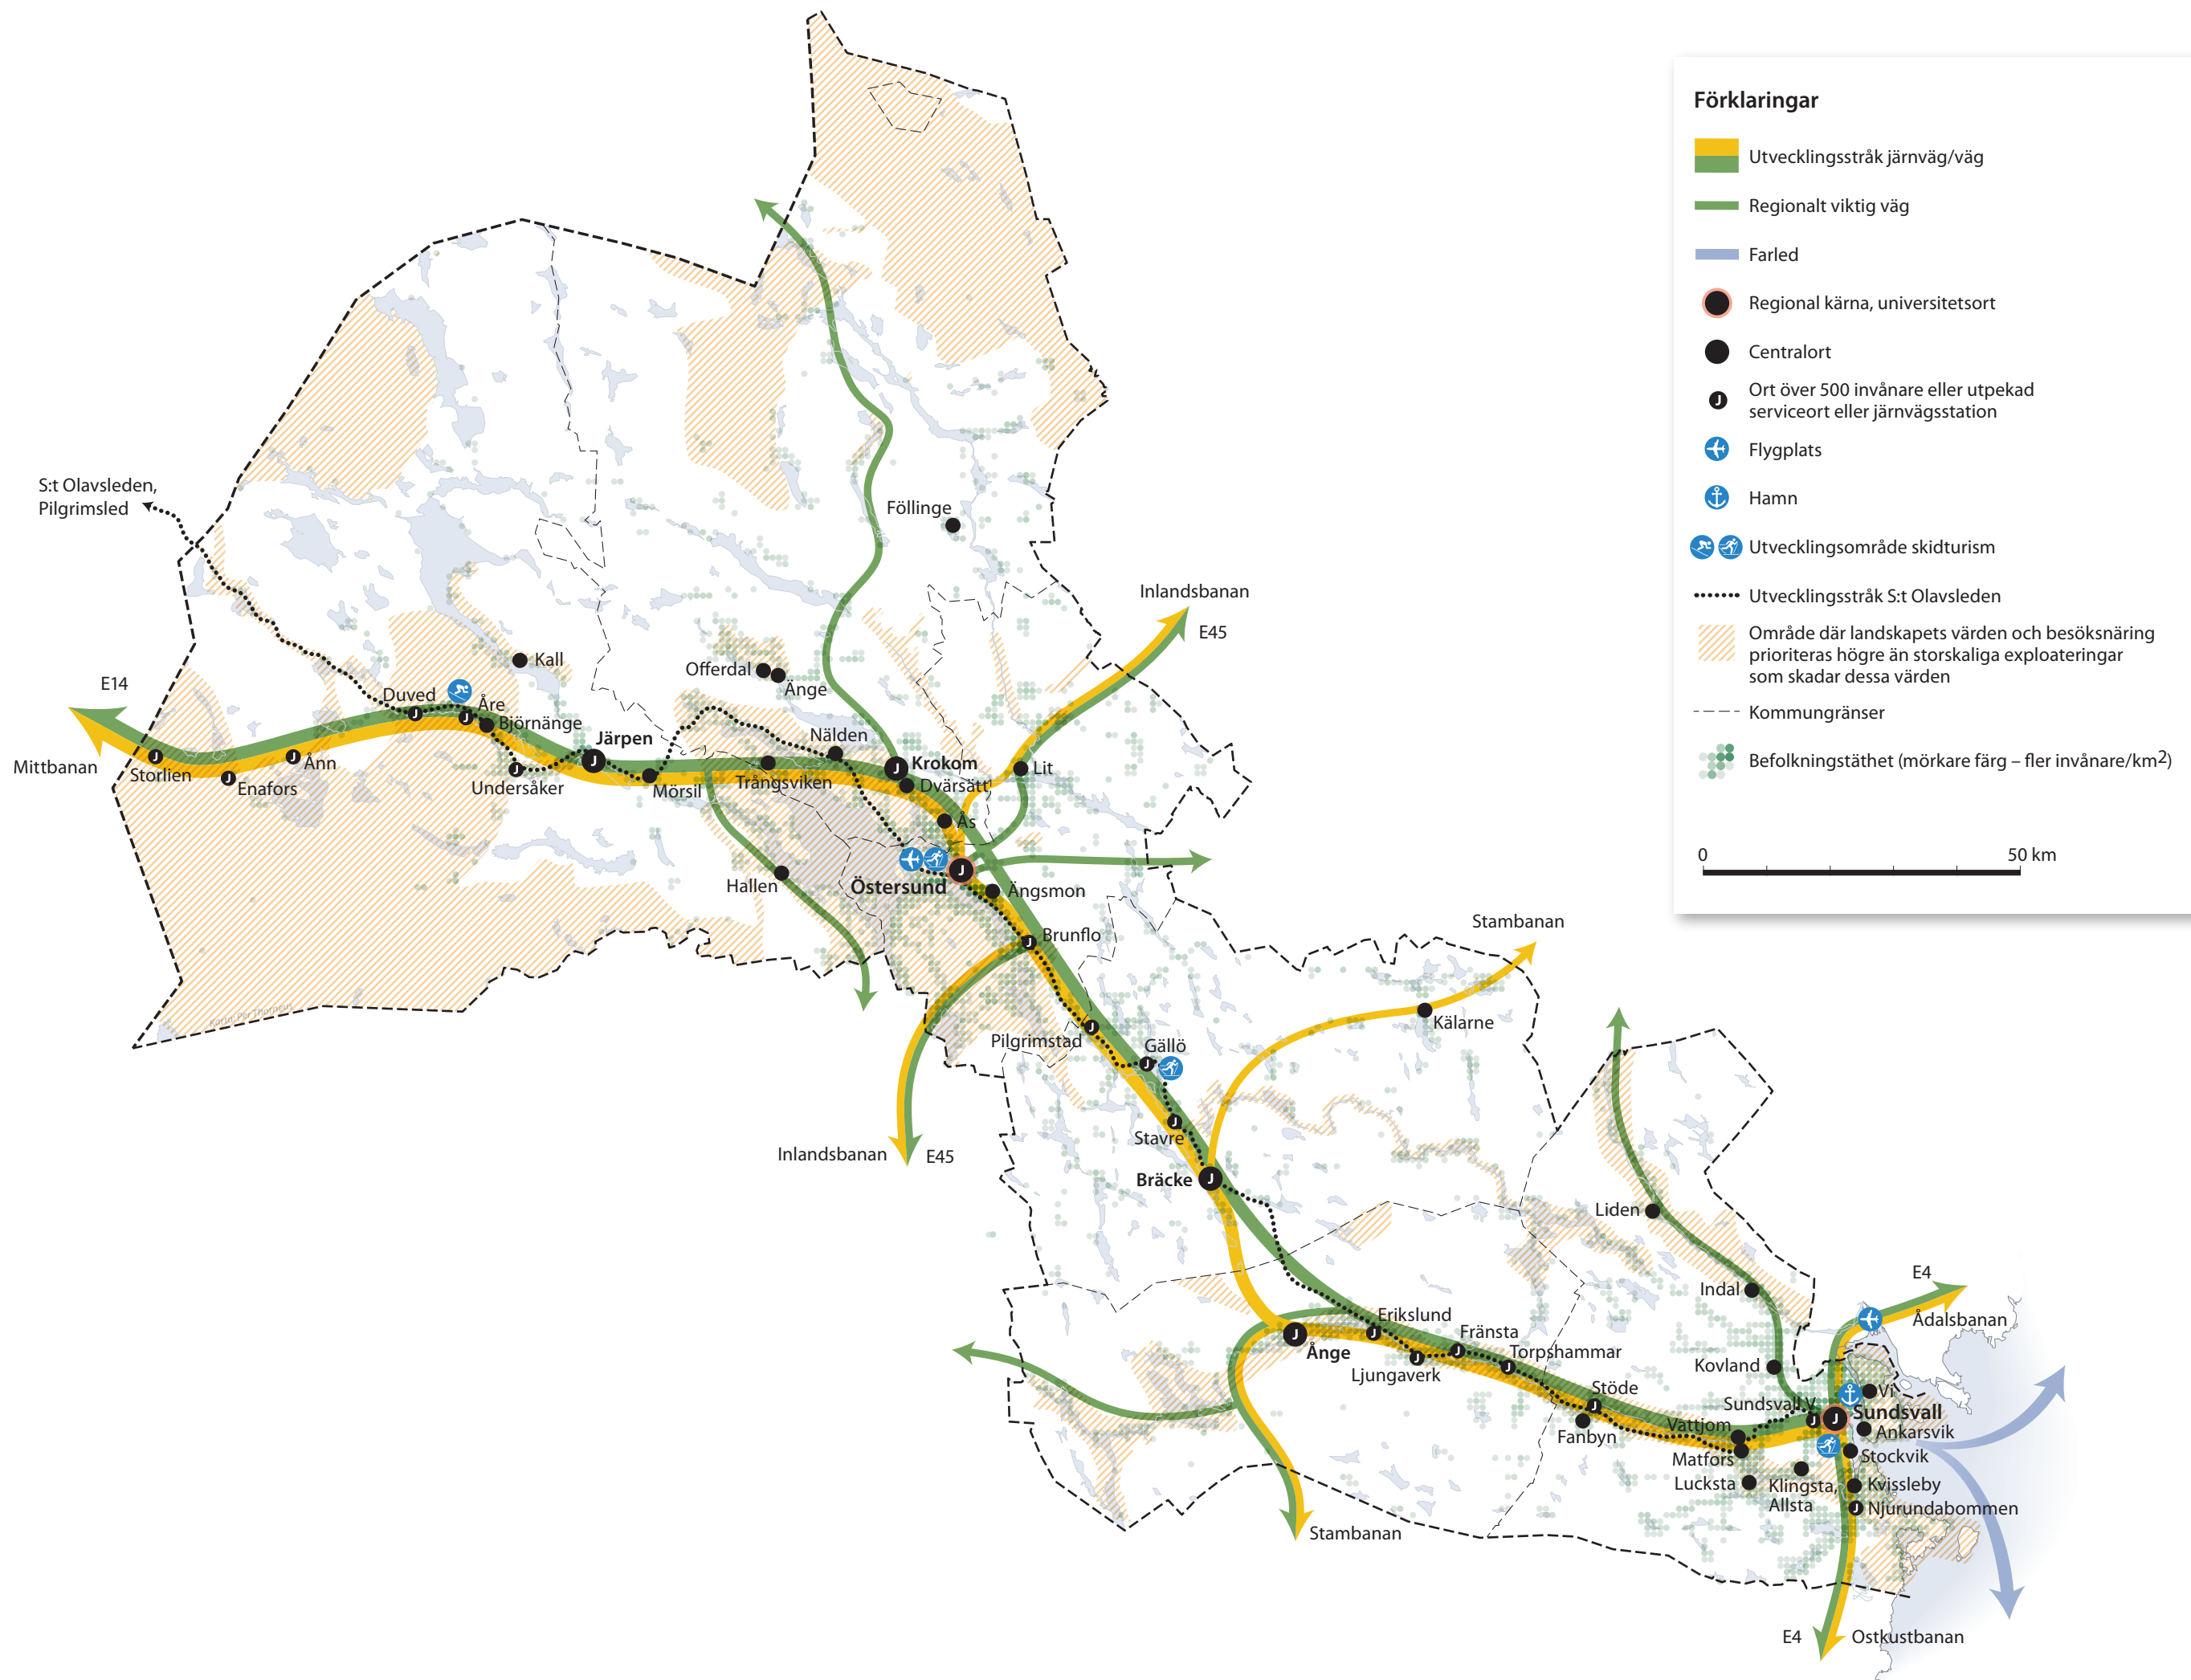 Förklaringar
Utvecklingsstråk järnväg/väg
Regionalt viktig väg
Farled
Regional kärna, universitetsort
Centralort
J
Ort över 500 invånare eller utpekad
serviceort eller järnvägsstation
Flygplats
Hamn
Utvecklingsområde skidturism
Utvecklingsstråk S:t Olavsleden
Område där landskapets värden och besöksnäring
prioriteras högre än storskaliga exploateringar
som skadar dessa värden
Kommungränser
Befolkningstäthet (mörkare färg – fler invånare/km2)
0
50 km
S:t Olavsleden,
Pilgrimsled
Föllinge
Inlandsbanan
E45
Kall
Offerdal
Änge
E14
Duved
Åre
Björnänge
Järpen
Nälden
Krokom
Lit
Mittbanan
Storlien
Ånn
Enafors
Undersåker
Mörsil
Trångsviken
Dvärsätt
Ås
Hallen
Östersund
Ängsmon
Brunflo
Stambanan
Karta: Per Thorneus
Kälarne
Pilgrimstad
Gällö
Stavre
Inlandsbanan
E45
Bräcke
Liden
Indal
E4
Ådalsbanan
Erikslund
Fränsta
Ånge
Torpshammar
Ljungaverk
Kovland
Stöde
Vi
Sundsvall V
Sundsvall
Fanbyn
Vattjom
Ankarsvik
Matfors
Stockvik
Lucksta
Klingsta,
Allsta
Kvissleby
Njurundabommen
Stambanan
E4
Ostkustbanan